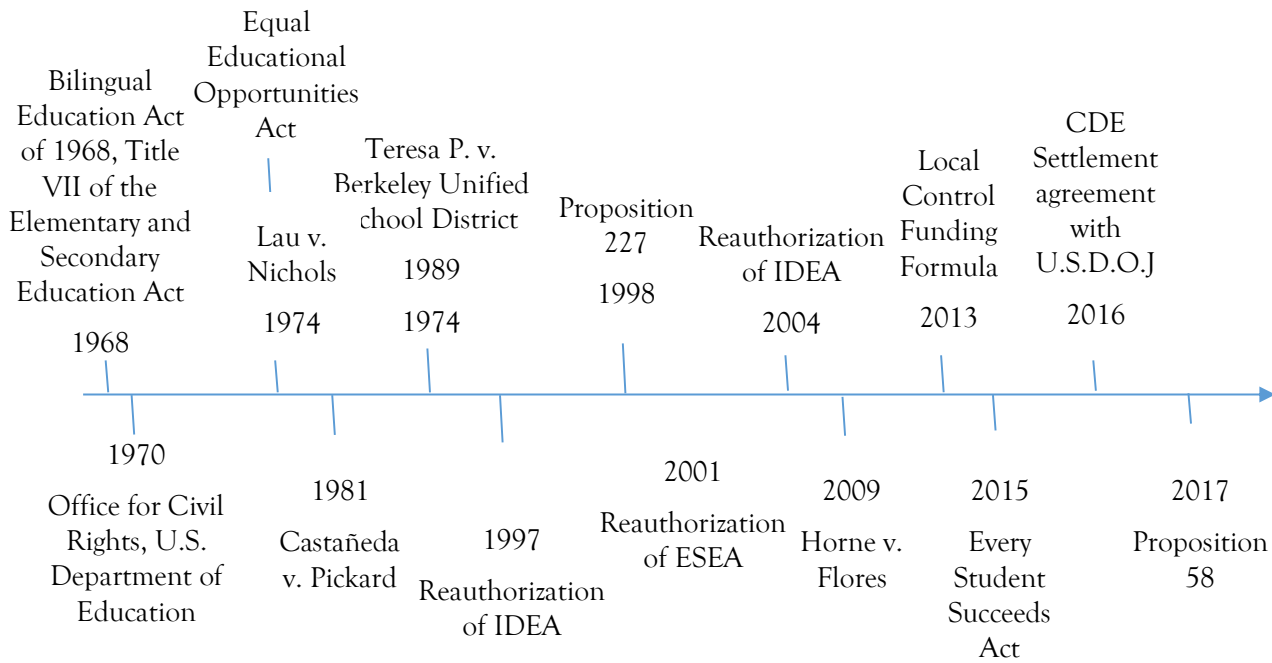 Bilingual
Education Act
of 1968, Title
VII of the
Elementary and
Secondary
Education Act
1968
Equal
Educational
Opportunities
Act
Lau v.
Nichols
1974
Teresa P. v.
Berkeley Unified
chool District
1989
1974
Proposition
227
1998
Reauthorization
of IDEA
2004
Local
Control
Funding
Formula
2013
CDE
Settlement
agreement
with
U.S.D.O.J
2016
1970
Office for Civil
Rights, U.S.
Department of
Education
1981
Castañeda
v. Pickard
1997
Reauthorization
of IDEA
2001
Reauthorization
of ESEA
2009
Horne v.
Flores
2015
Every
Student
Succeeds
Act
2017
Proposition
58